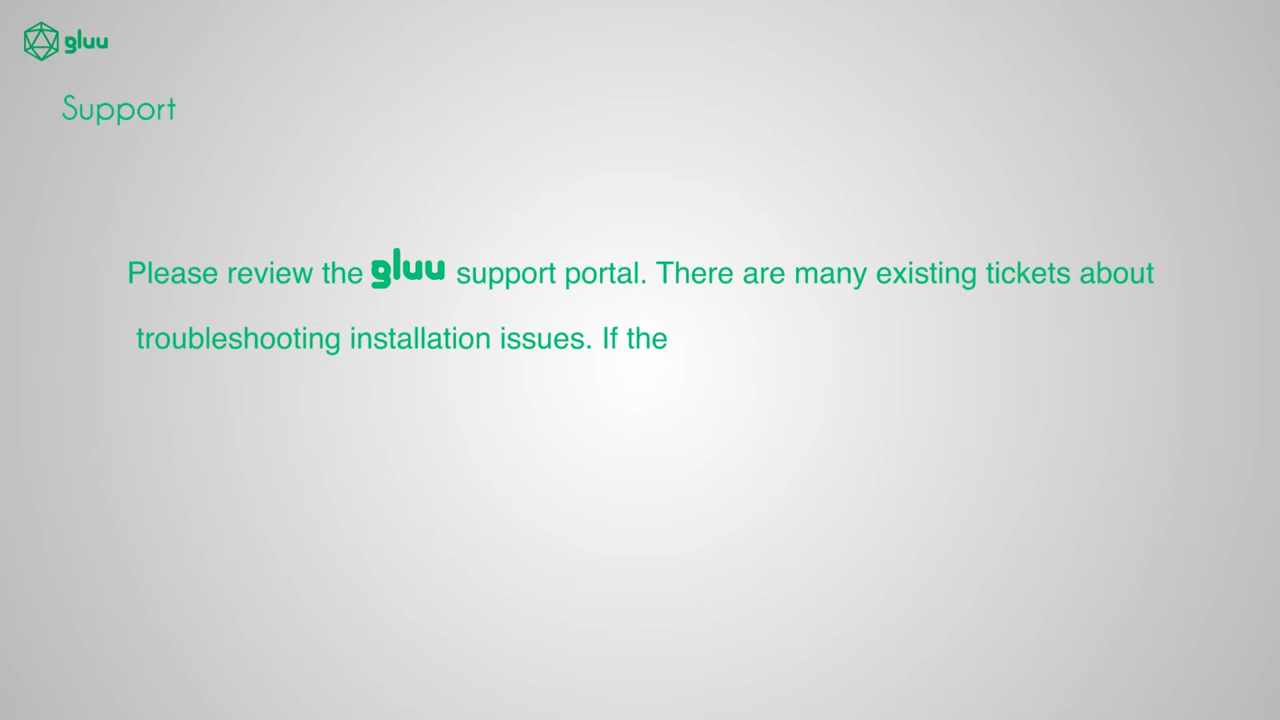 gluu
Support
Please review the gluu support portal. There are many existing tickets about
troubleshooting installation issues. If the